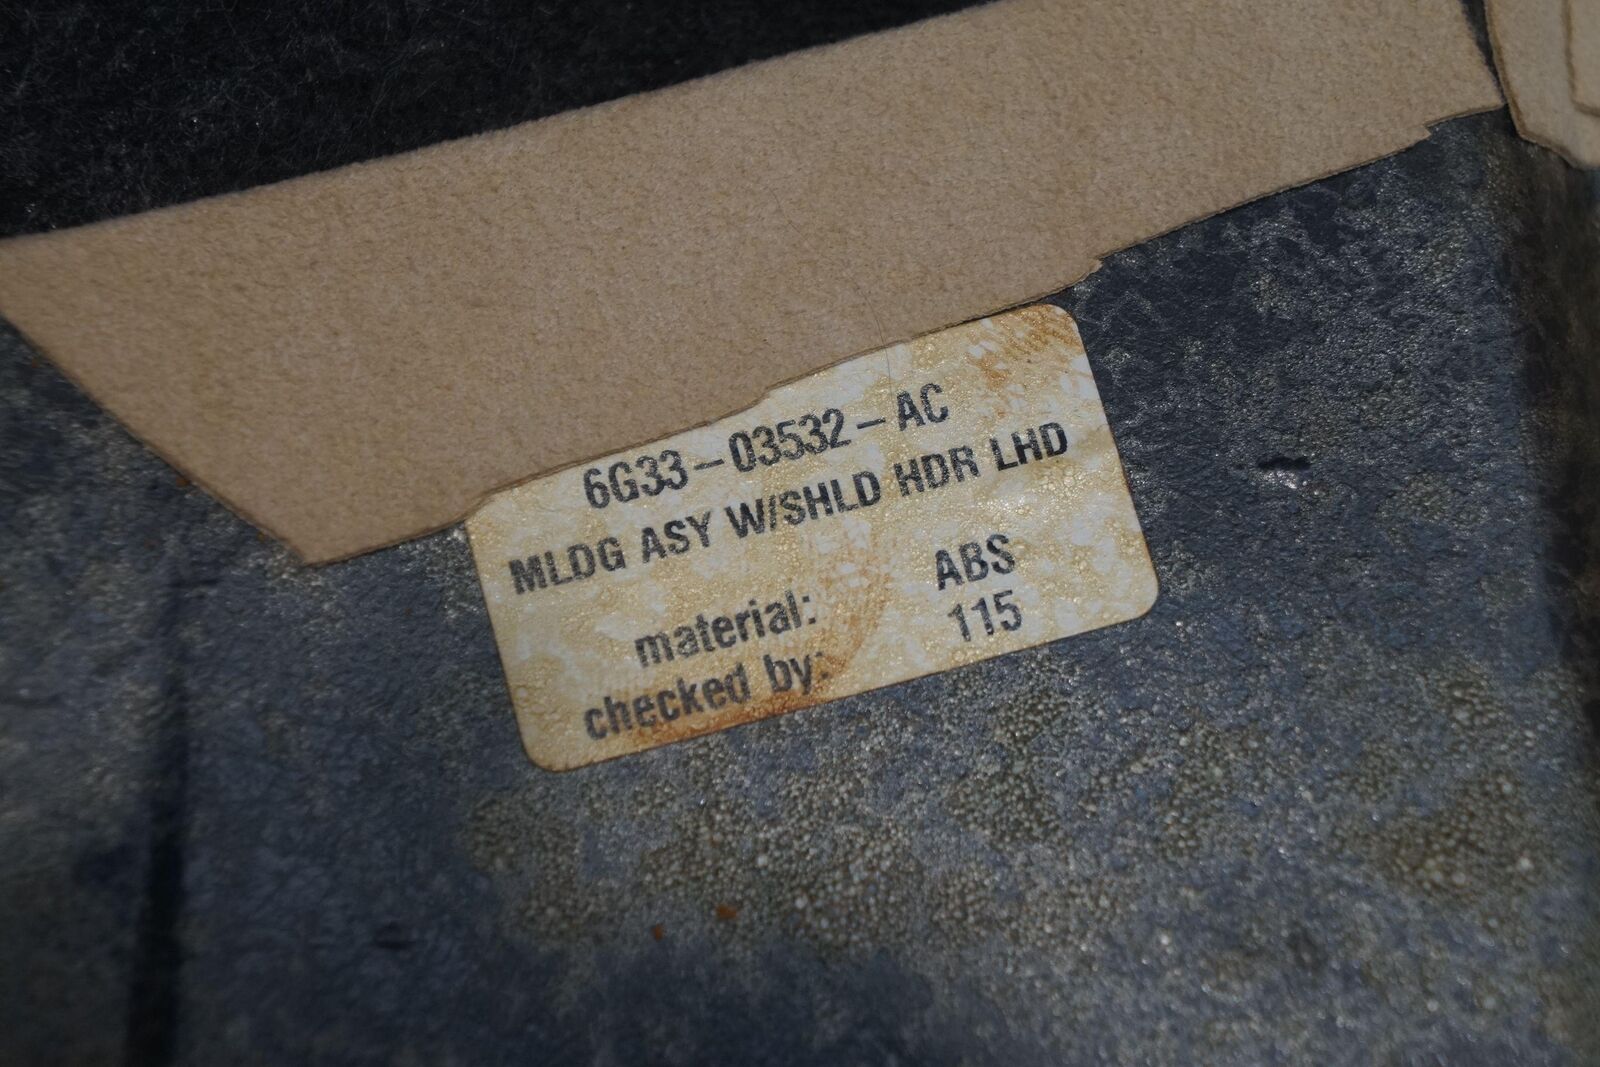 6G33-03532-AC
MLDG ASY W/SHLD HDR LHD
material: ABS
checked by: 115